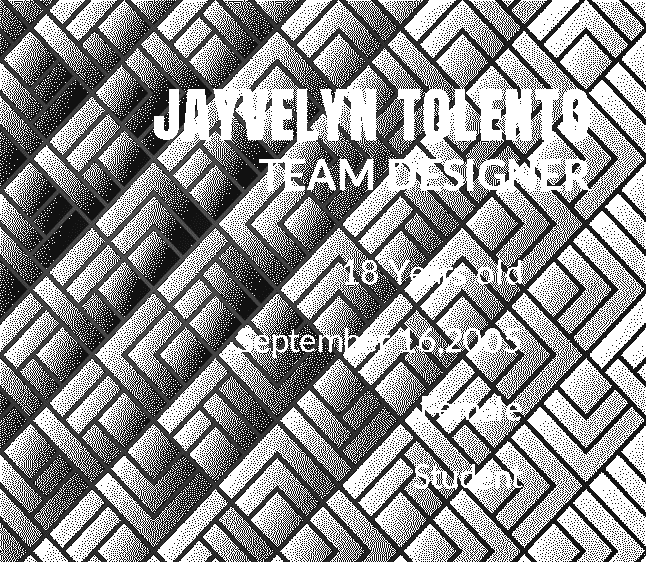 JAYVELYN TOLENTO
TEAM DESIGNER
18 Years old
September 16,2005
Female
Student